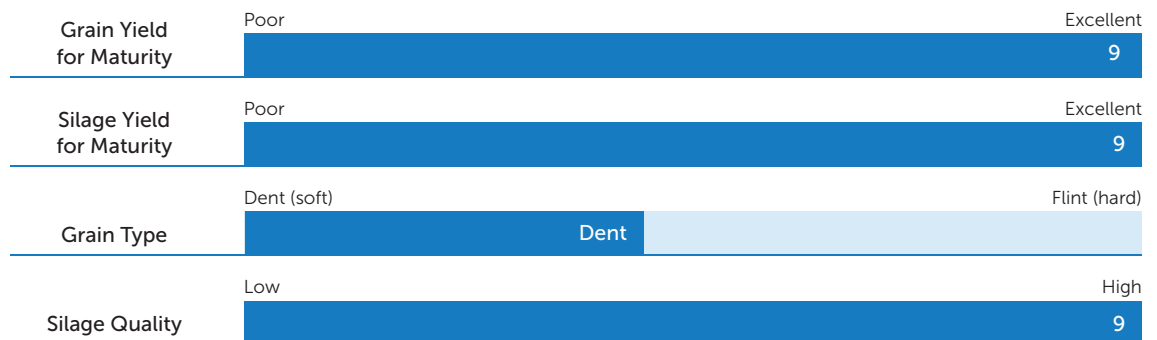 Poor Excellent
Grain Yield
for Maturity
9
Poor Excellent
Silage Yield
for Maturity
9
Dent (soft) Flint (hard)
Grain Type Dent
Low High
Silage Quality 9